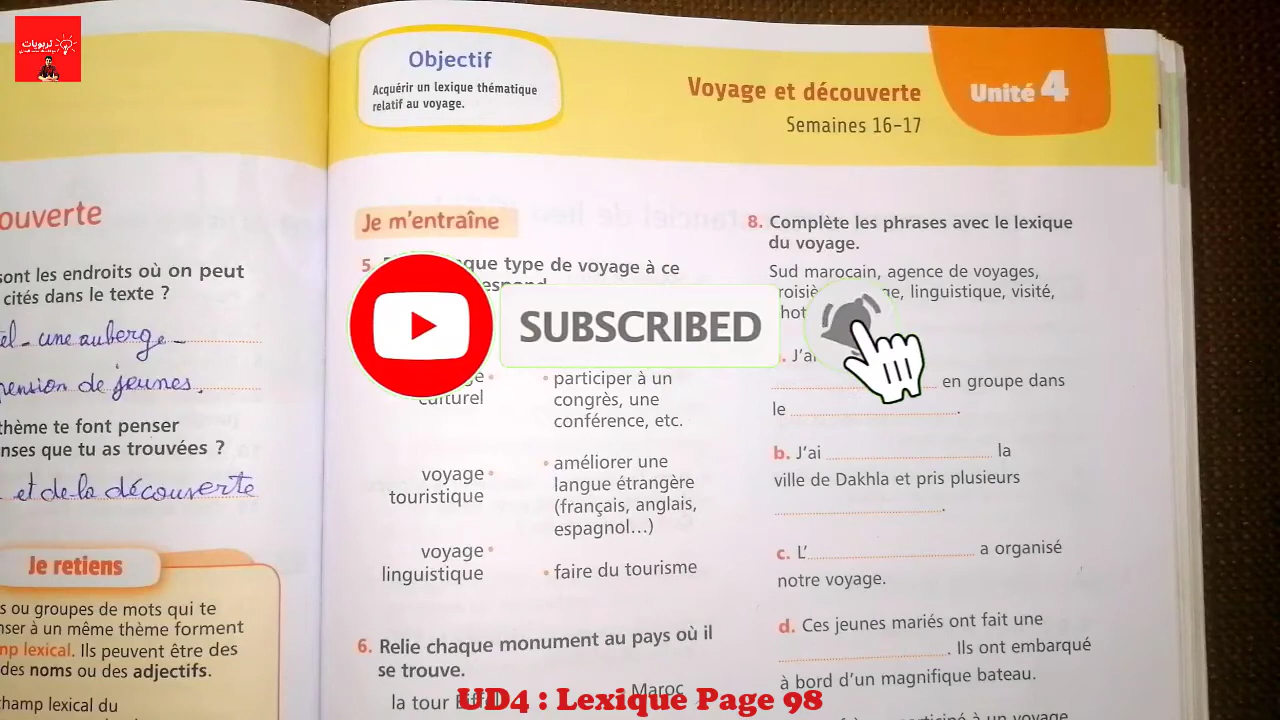 تربويات
Objectif
Acquérir un lexique thématique
relatif au voyage.
Voyage et découverte
Semaines 16-17
Unité 4
ouverte
sont les endroits où on peut
cités dans le texte ?
une auberge
pension de jeunes.
thème te font penser
nses que tu as trouvées ?
et de la découverte
Je retiens
s ou groupes de mots qui te
nser à un même thème forment
mp lexical. Ils peuvent être des
des noms ou des adjectifs.
champ lexical du
Je m'entraîne
5. que type de voyage à ce
SUBSCRIBED
culturel
• participer à un
congrès, une
conférence, etc.
voyage •
touristique
• améliorer une
langue étrangère
(français, anglais,
espagnol...)
voyage •
linguistique
• faire du tourisme
6. Relie chaque monument au pays où il
se trouve.
la tour Eiffel
Maroc
8. Complète les phrases avec le lexique
du voyage.
Sud marocain, agence de voyages,
linguistique, visité,
J'ai
en groupe dans
le .
b. J'ai la
ville de Dakhla et pris plusieurs
.
c. L' a organisé
notre voyage.
d. Ces jeunes mariés ont fait une
. Ils ont embarqué
à bord d'un magnifique bateau.
participé à un voyage
UD4 : Lexique Page 98